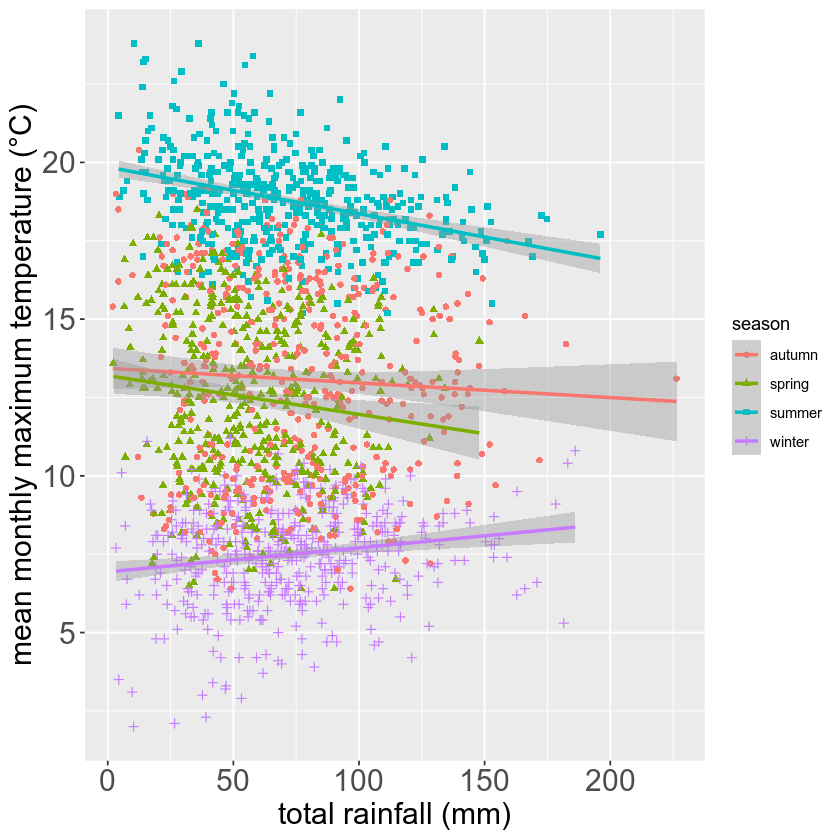 20
15
10
5
mean monthly maximum temperature (°C)
0 50 100 150 200
total rainfall (mm)
season
autumn
spring
summer
winter